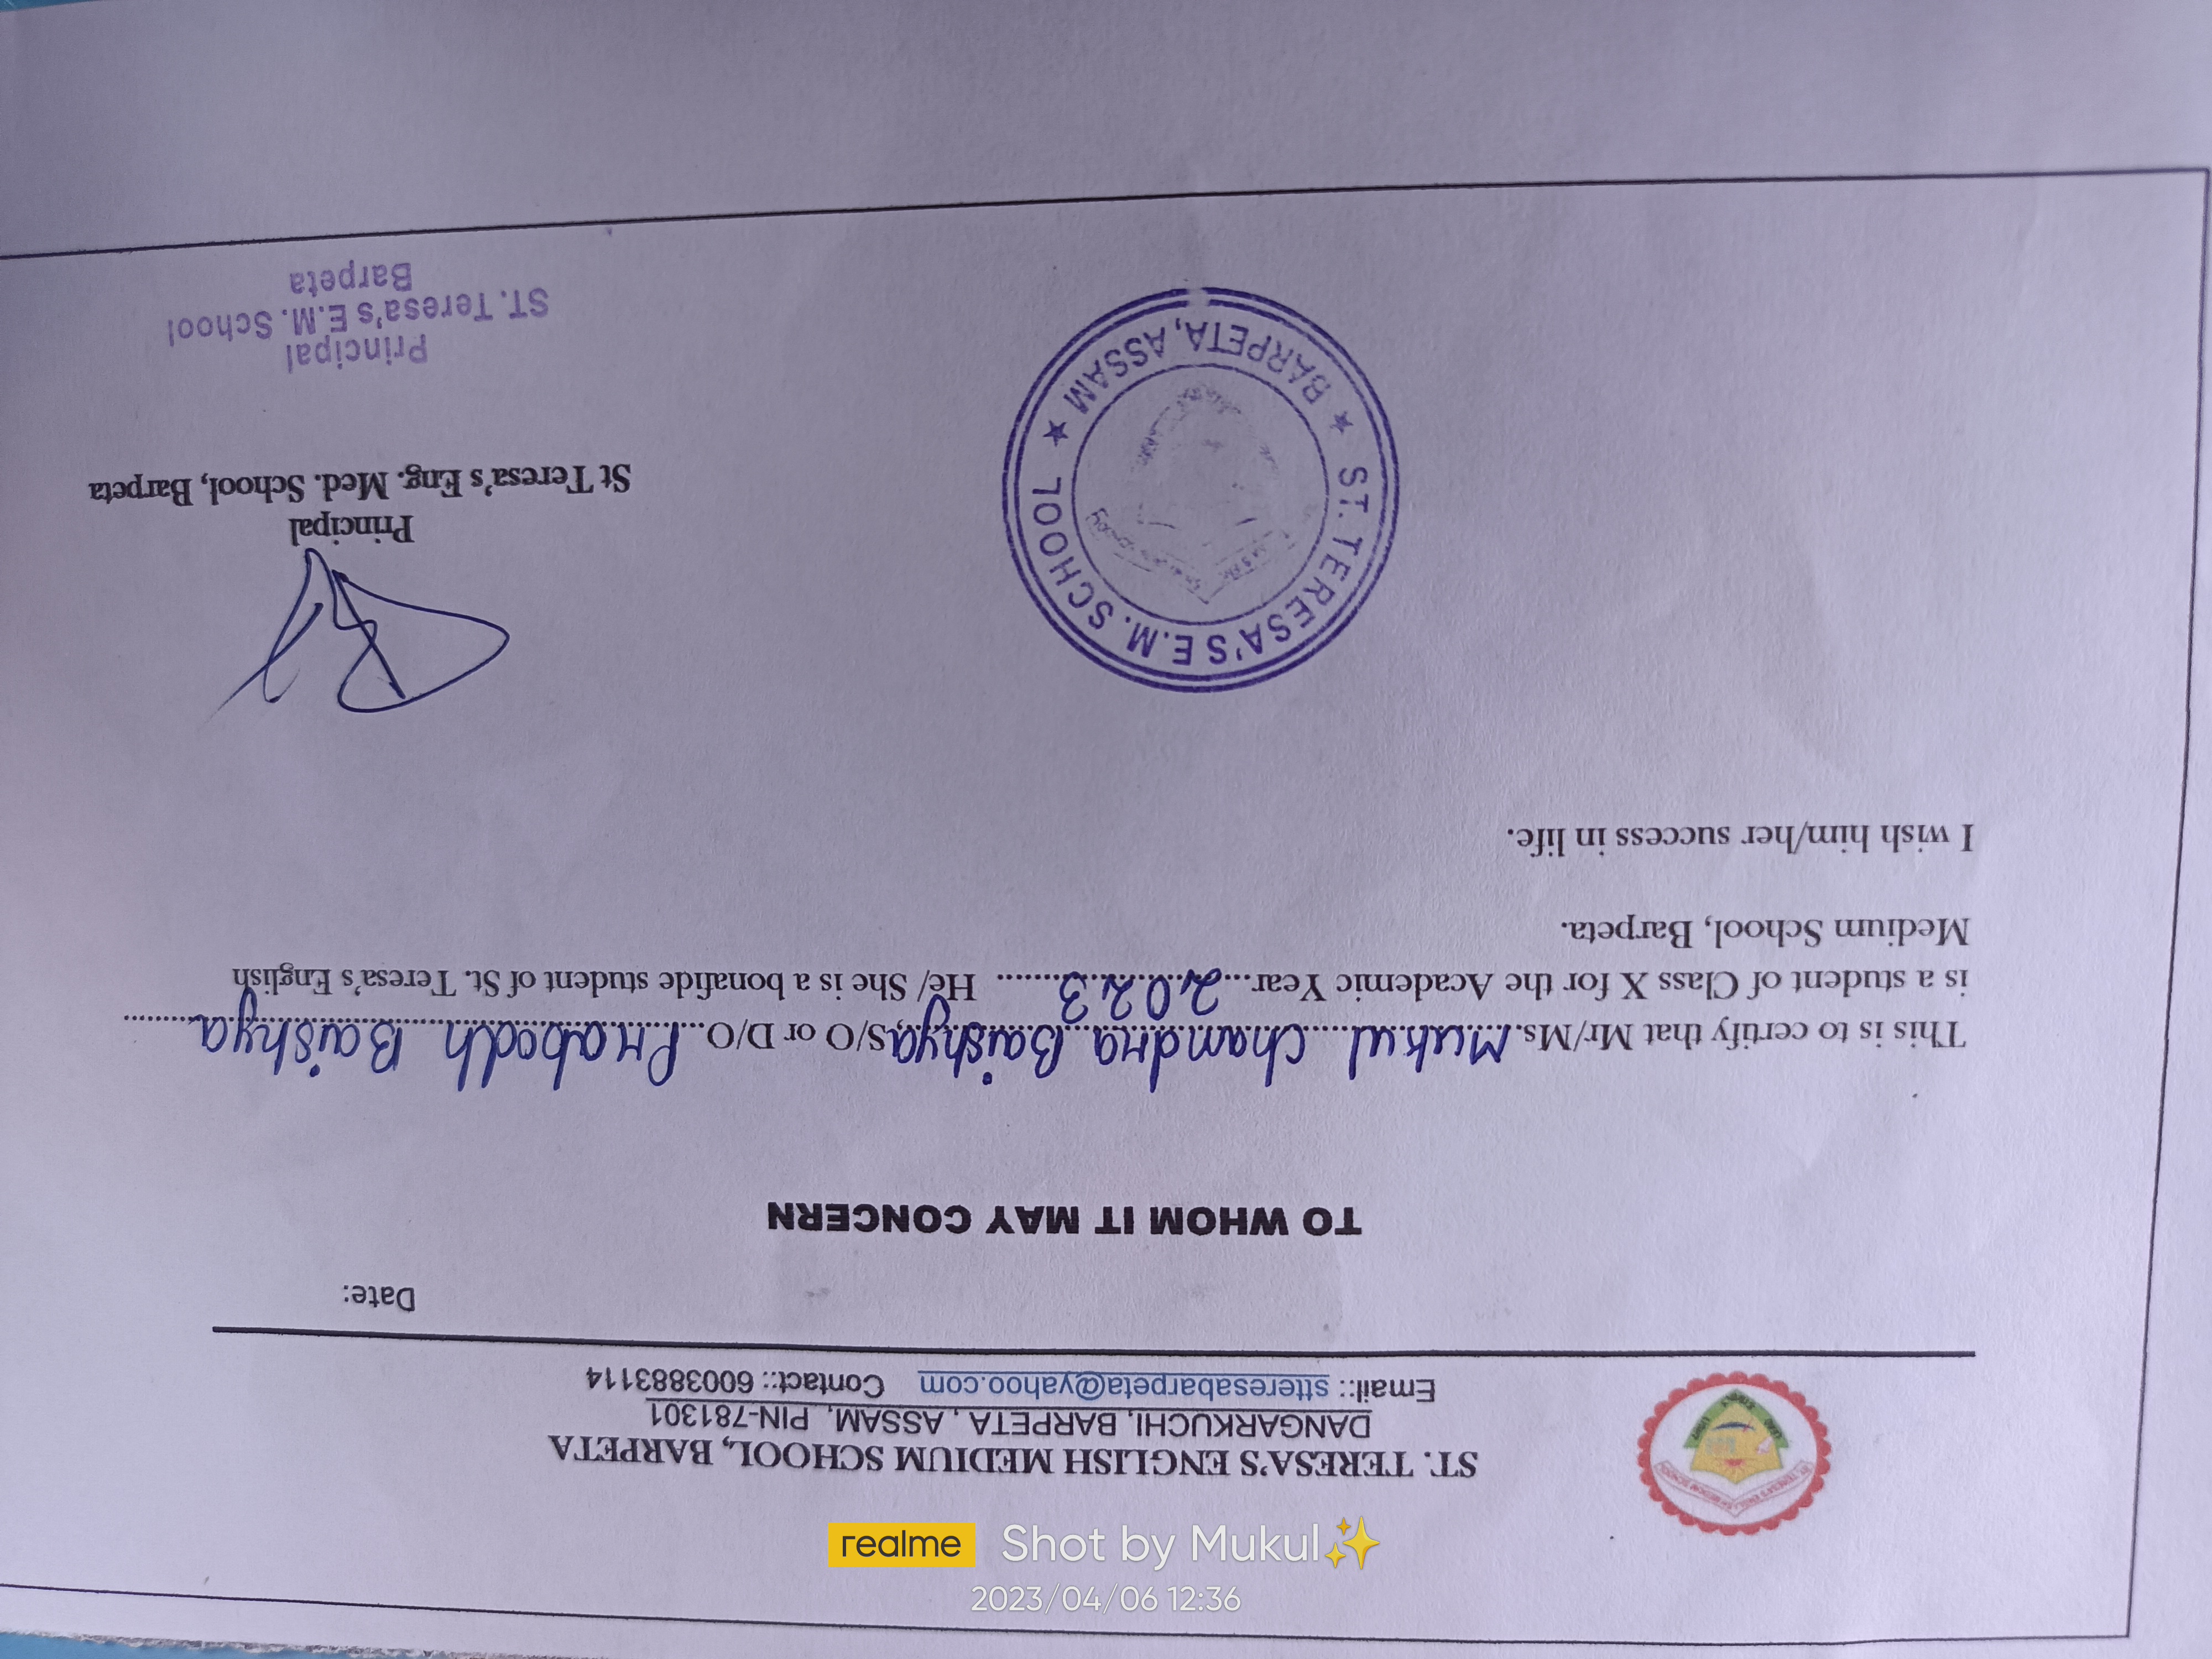 ST. TERESA'S ENGLISH MEDIUM SCHOOL, BARPETA
DANGARKUCHI, BARPETA , ASSAM, PIN-781301
Email:: stteresabarpeta@yahoo.com Contact:: 6003883114
Date:
TO WHOM IT MAY CONCERN
This is to certify that Mr/Ms. Mukul Chandra Baishya S/O or D/O Prabodh Baishya
is a student of Class X for the Academic Year 2023 He/ She is a bonafide student of St. Teresa's English
Medium School, Barpeta.
I wish him/her success in life.
ST. TERESA'S E.M. SCHOOL
★ BARPETA, ASSAM ★
Principal
St Teresa's Eng. Med. School, Barpeta
Principal
ST. Teresa's E.M. School
Barpeta
realme Shot by Mukul✨
2023/04/06 12:36